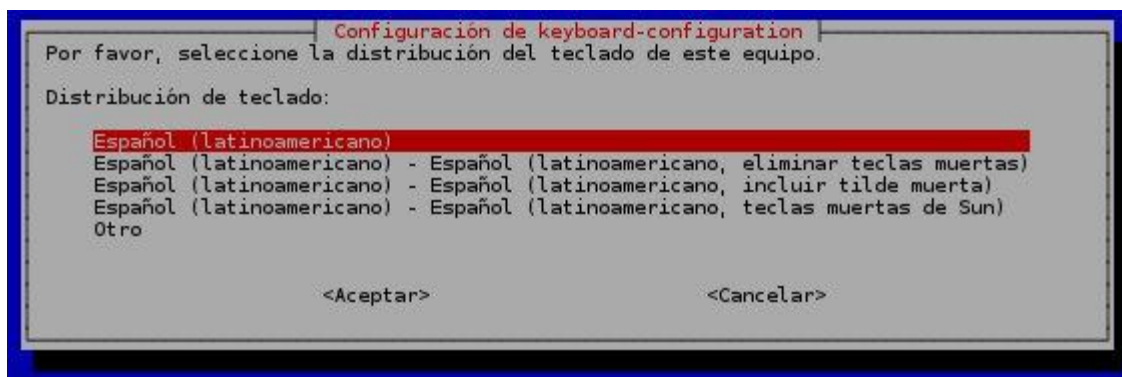 Configuración de keyboard-configuration
Por favor, seleccione la distribución del teclado de este equipo.
Distribución de teclado:
Español (latinoamericano)
Español (latinoamericano) - Español (latinoamericano, eliminar teclas muertas)
Español (latinoamericano) - Español (latinoamericano, incluir tilde muerta)
Español (latinoamericano) - Español (latinoamericano, teclas muertas de Sun)
Otro
<Aceptar> <Cancelar>